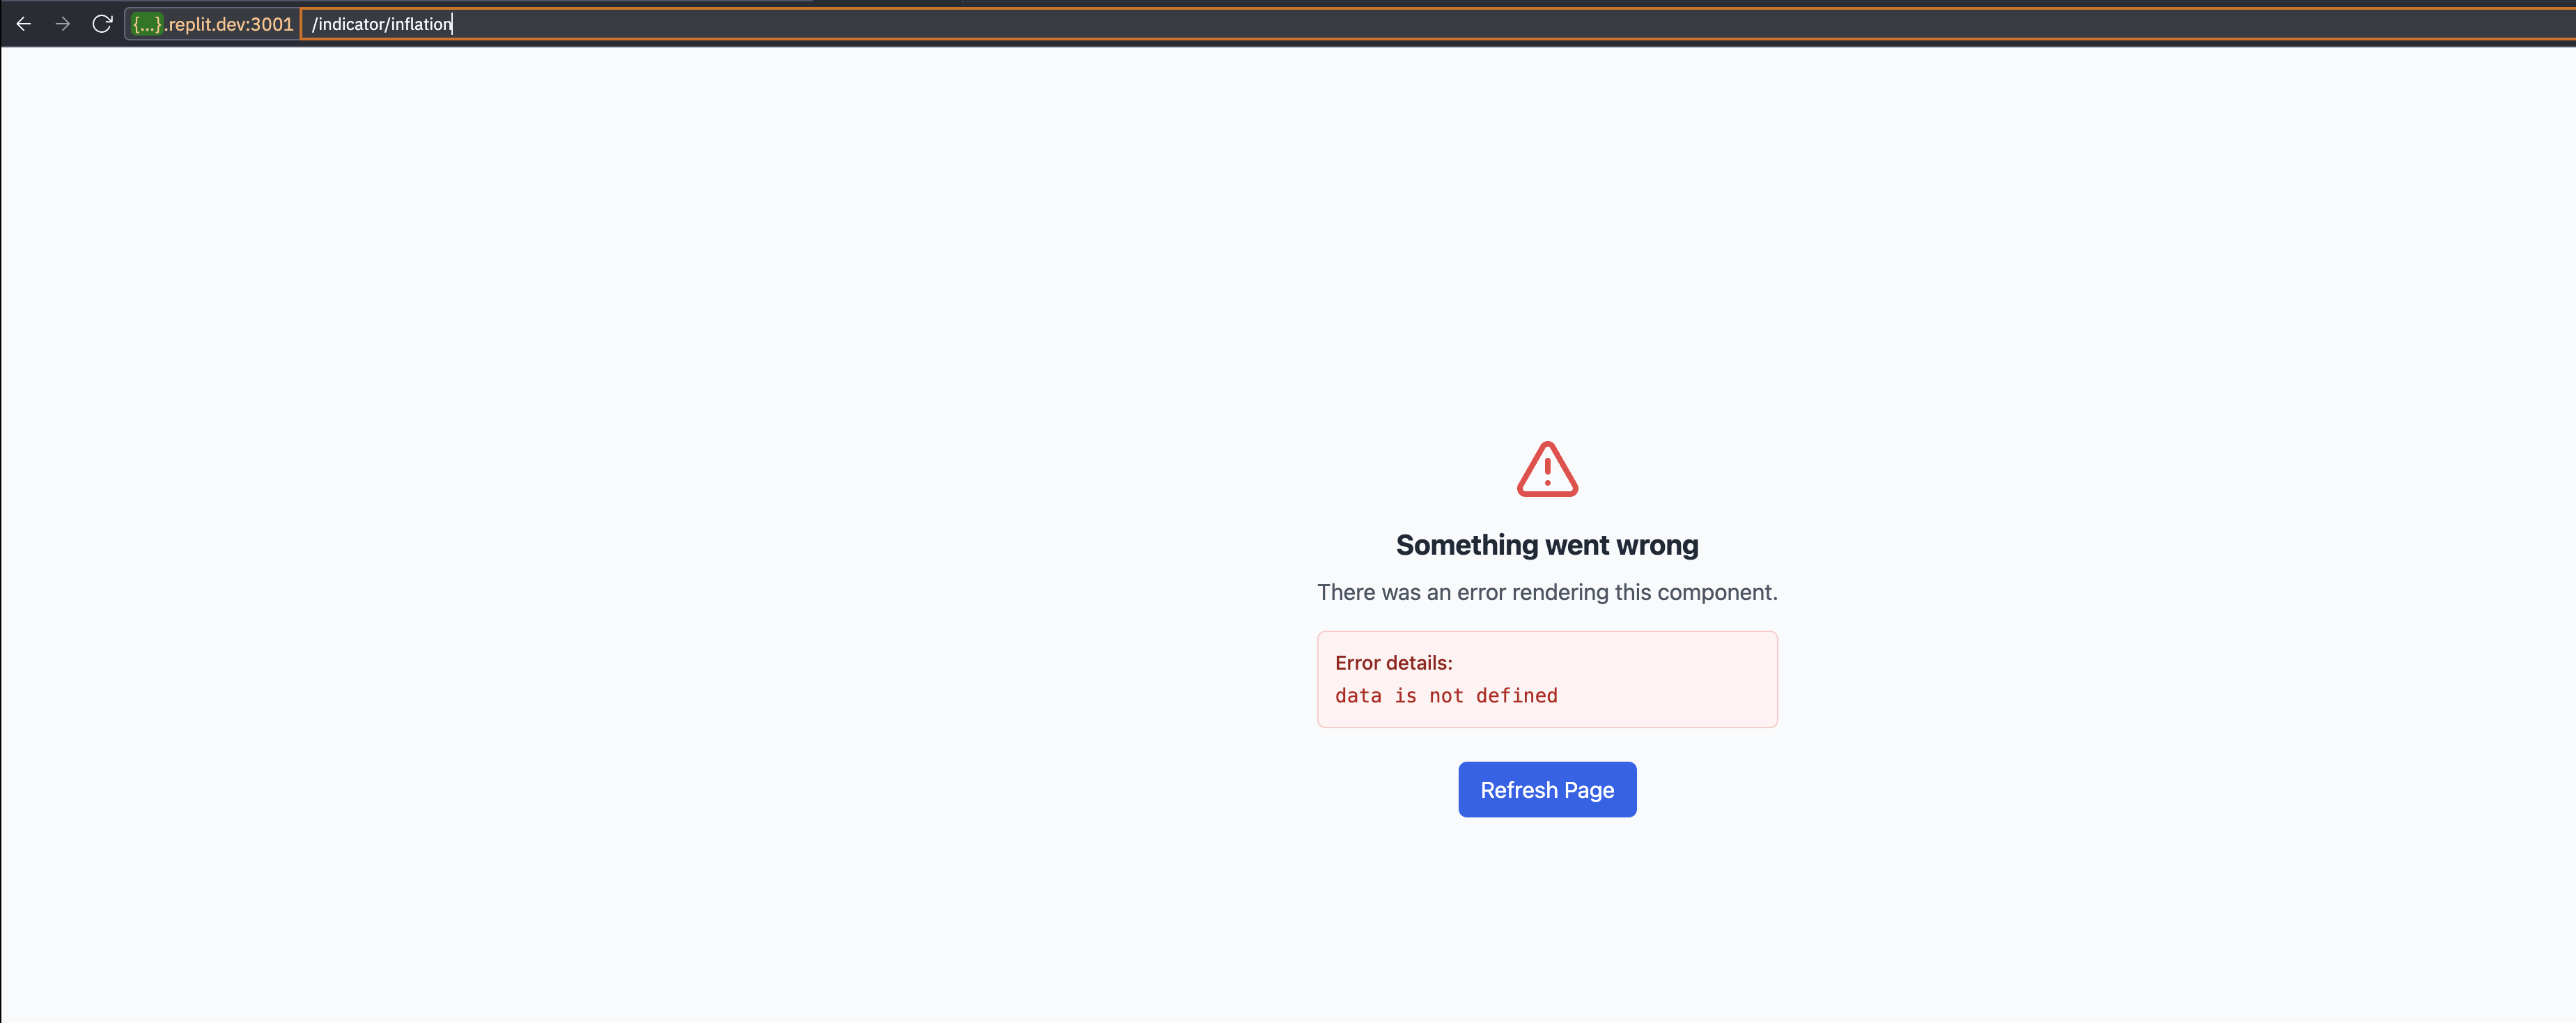 {...}.replit.dev:3001 /indicator/inflation
Something went wrong
There was an error rendering this component.
Error details:
data is not defined
Refresh Page